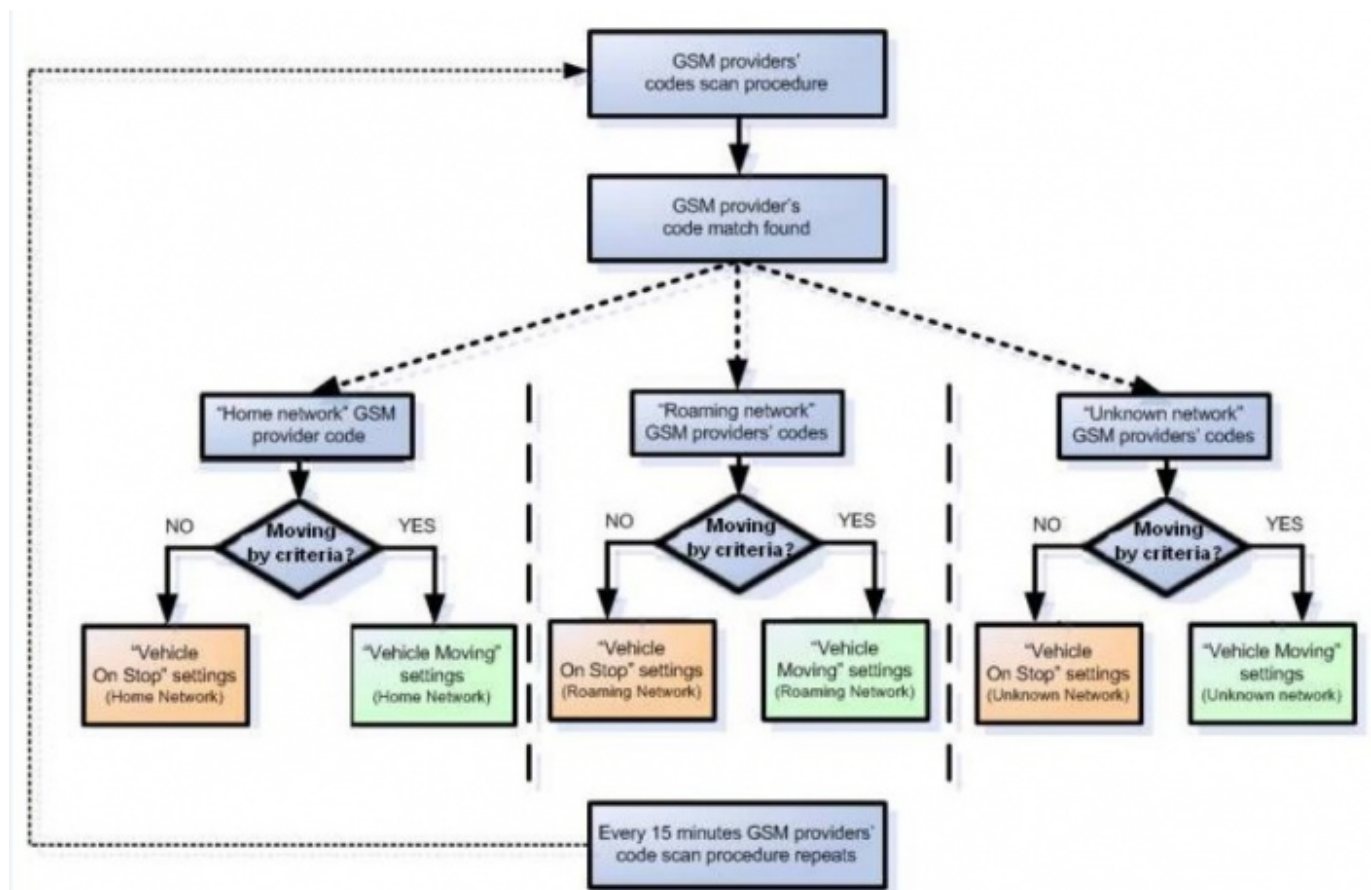 GSM providers'
codes scan procedure
GSM provider's
code match found
"Home network" GSM
provider code
"Roaming network"
GSM providers' codes
"Unknown network"
GSM providers' codes
NO
Moving
by criteria?
YES
NO
Moving
by criteria?
YES
NO
Moving
by criteria?
YES
"Vehicle
On Stop" settings
(Home Network)
"Vehicle Moving"
settings
(Home Network)
"Vehicle
On Stop" settings
(Roaming Network)
"Vehicle
Moving" settings
(Roaming Network)
"Vehicle
On Stop" settings
(Unknown Network)
"Vehicle Moving"
settings
(Unknown network)
Every 15 minutes GSM providers'
code scan procedure repeats